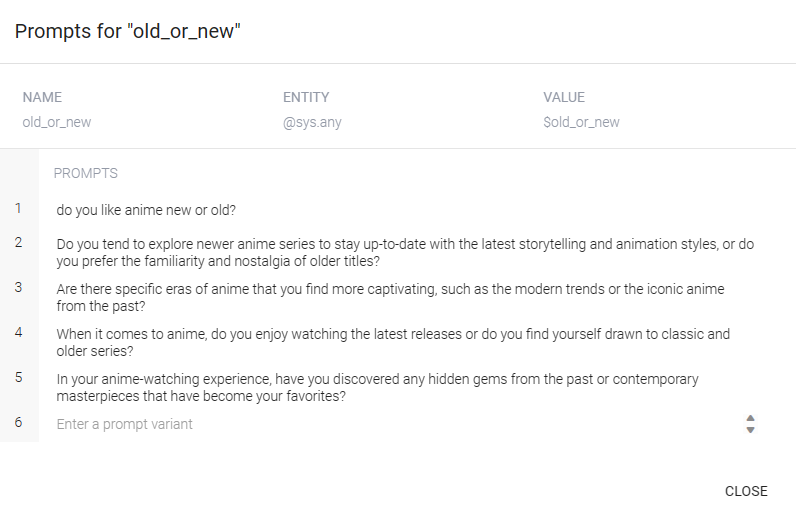 Prompts for "old_or_new"
NAME ENTITY VALUE
old_or_new @sys.any $old_or_new
PROMPTS
1 do you like anime new or old?
2 Do you tend to explore newer anime series to stay up-to-date with the latest storytelling and animation styles, or do
you prefer the familiarity and nostalgia of older titles?
3 Are there specific eras of anime that you find more captivating, such as the modern trends or the iconic anime
from the past?
4 When it comes to anime, do you enjoy watching the latest releases or do you find yourself drawn to classic and
older series?
5 In your anime-watching experience, have you discovered any hidden gems from the past or contemporary
masterpieces that have become your favorites?
6 Enter a prompt variant
CLOSE